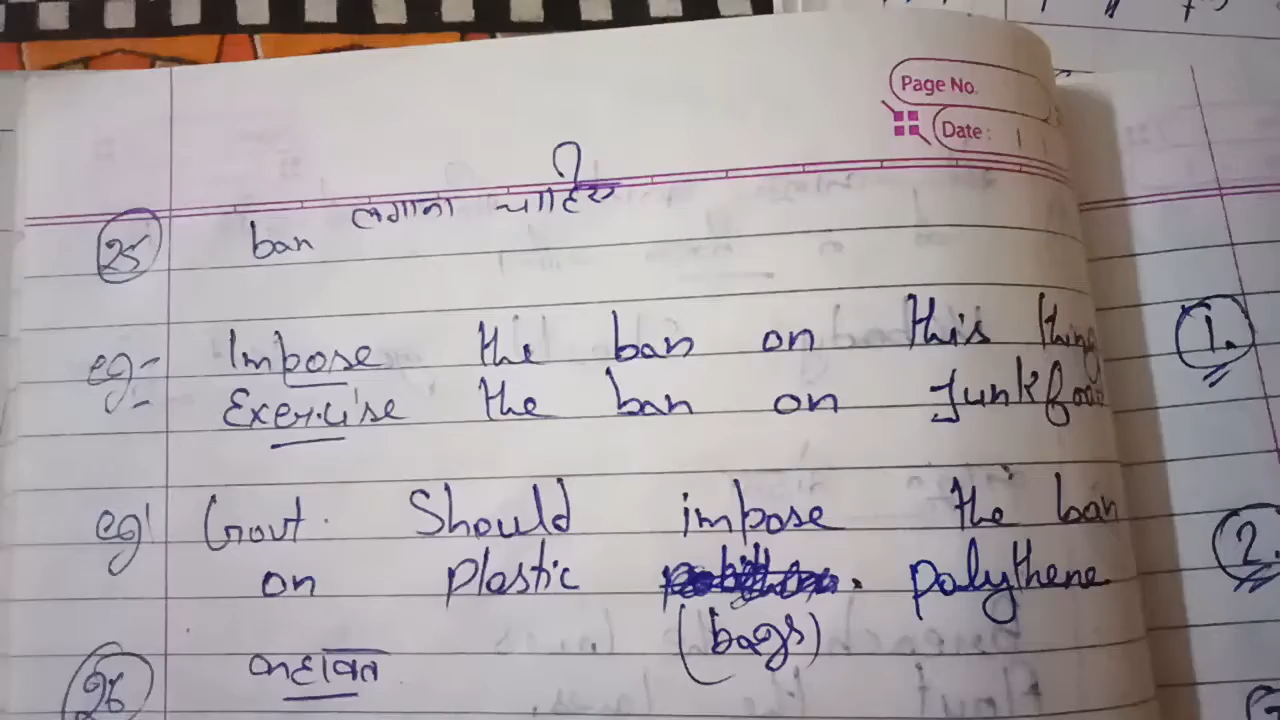 Page No.
Date :
25 ban लगाना चाहिए
eg:- Impose the ban on this thing
Exercise the ban on Junkfood
eg! Govt. Should impose the ban
on plastic polythene
(bags)
26 कहावत
1.
2.